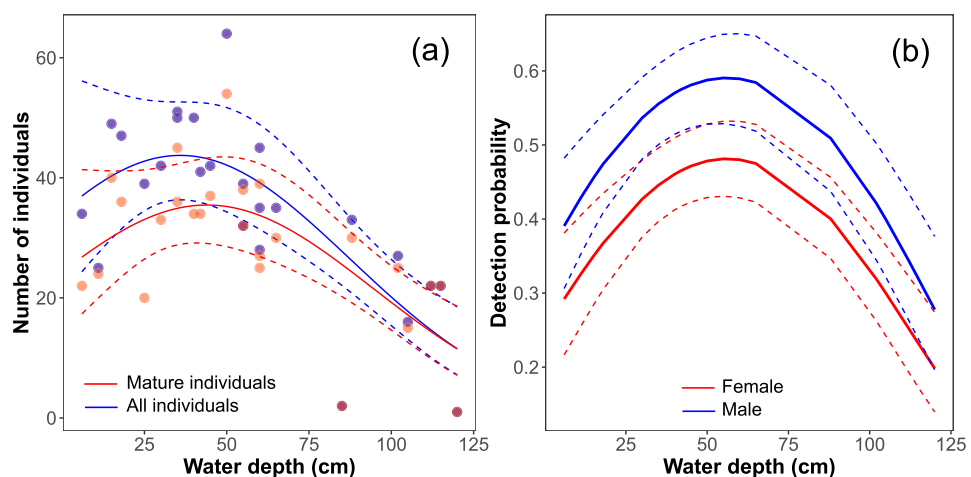 (a)
Number of individuals
60
40
20
0
Mature individuals
All individuals
25
50
75
100
125
Water depth (cm)
(b)
Detection probability
0.6
0.5
0.4
0.3
0.2
Female
Male
25
50
75
100
125
Water depth (cm)